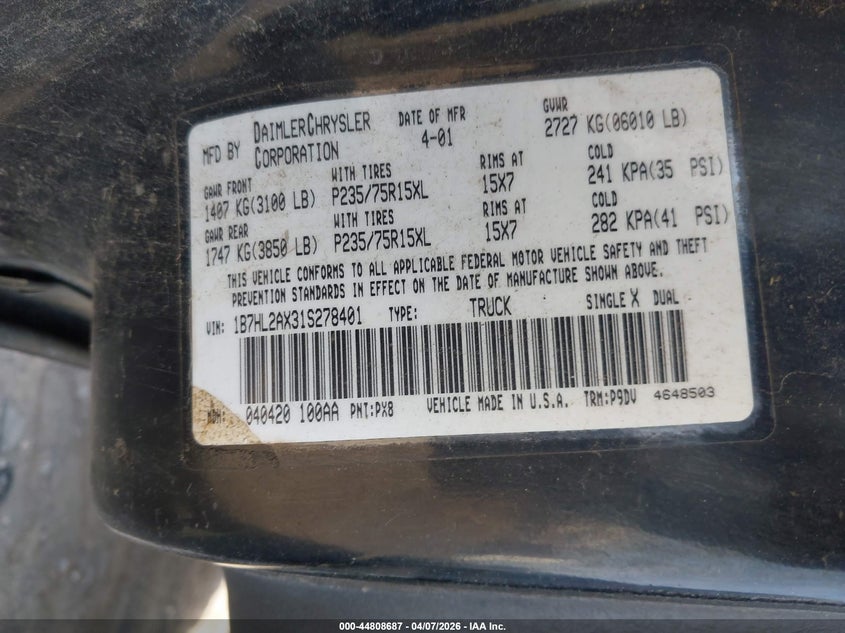 MFD BY DAIMLERCHRYSLER CORPORATION DATE OF MFR 4-01 GVWR 2727 KG(06010 LB)
GAWR FRONT WITH TIRES RIMS AT COLD
1407 KG(3100 LB) P235/75R15XL 15X7 241 KPA(35 PSI)
GAWR REAR WITH TIRES RIMS AT COLD
1747 KG(3850 LB) P235/75R15XL 15X7 282 KPA(41 PSI)
THIS VEHICLE CONFORMS TO ALL APPLICABLE FEDERAL MOTOR VEHICLE SAFETY AND THEFT
PREVENTION STANDARDS IN EFFECT ON THE DATE OF MANUFACTURE SHOWN ABOVE.
VIN: 1B7HL2AX31S278401 TYPE: TRUCK SINGLE X DUAL
040420 100AA PNT:PX8 VEHICLE MADE IN U.S.A. TRM:P9DV 4648503
000-44808687 - 04/07/2026 - IAA Inc.